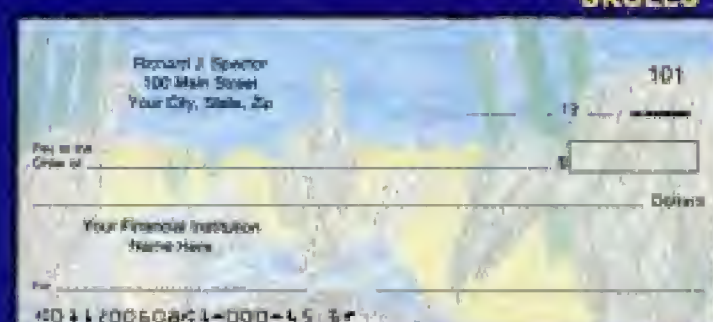 Richard J. Spector
100 Main Street
Your City, State, Zip
101
19
Pay to the
Order of
$
Dollars
Your Financial Institution
Name Here
For